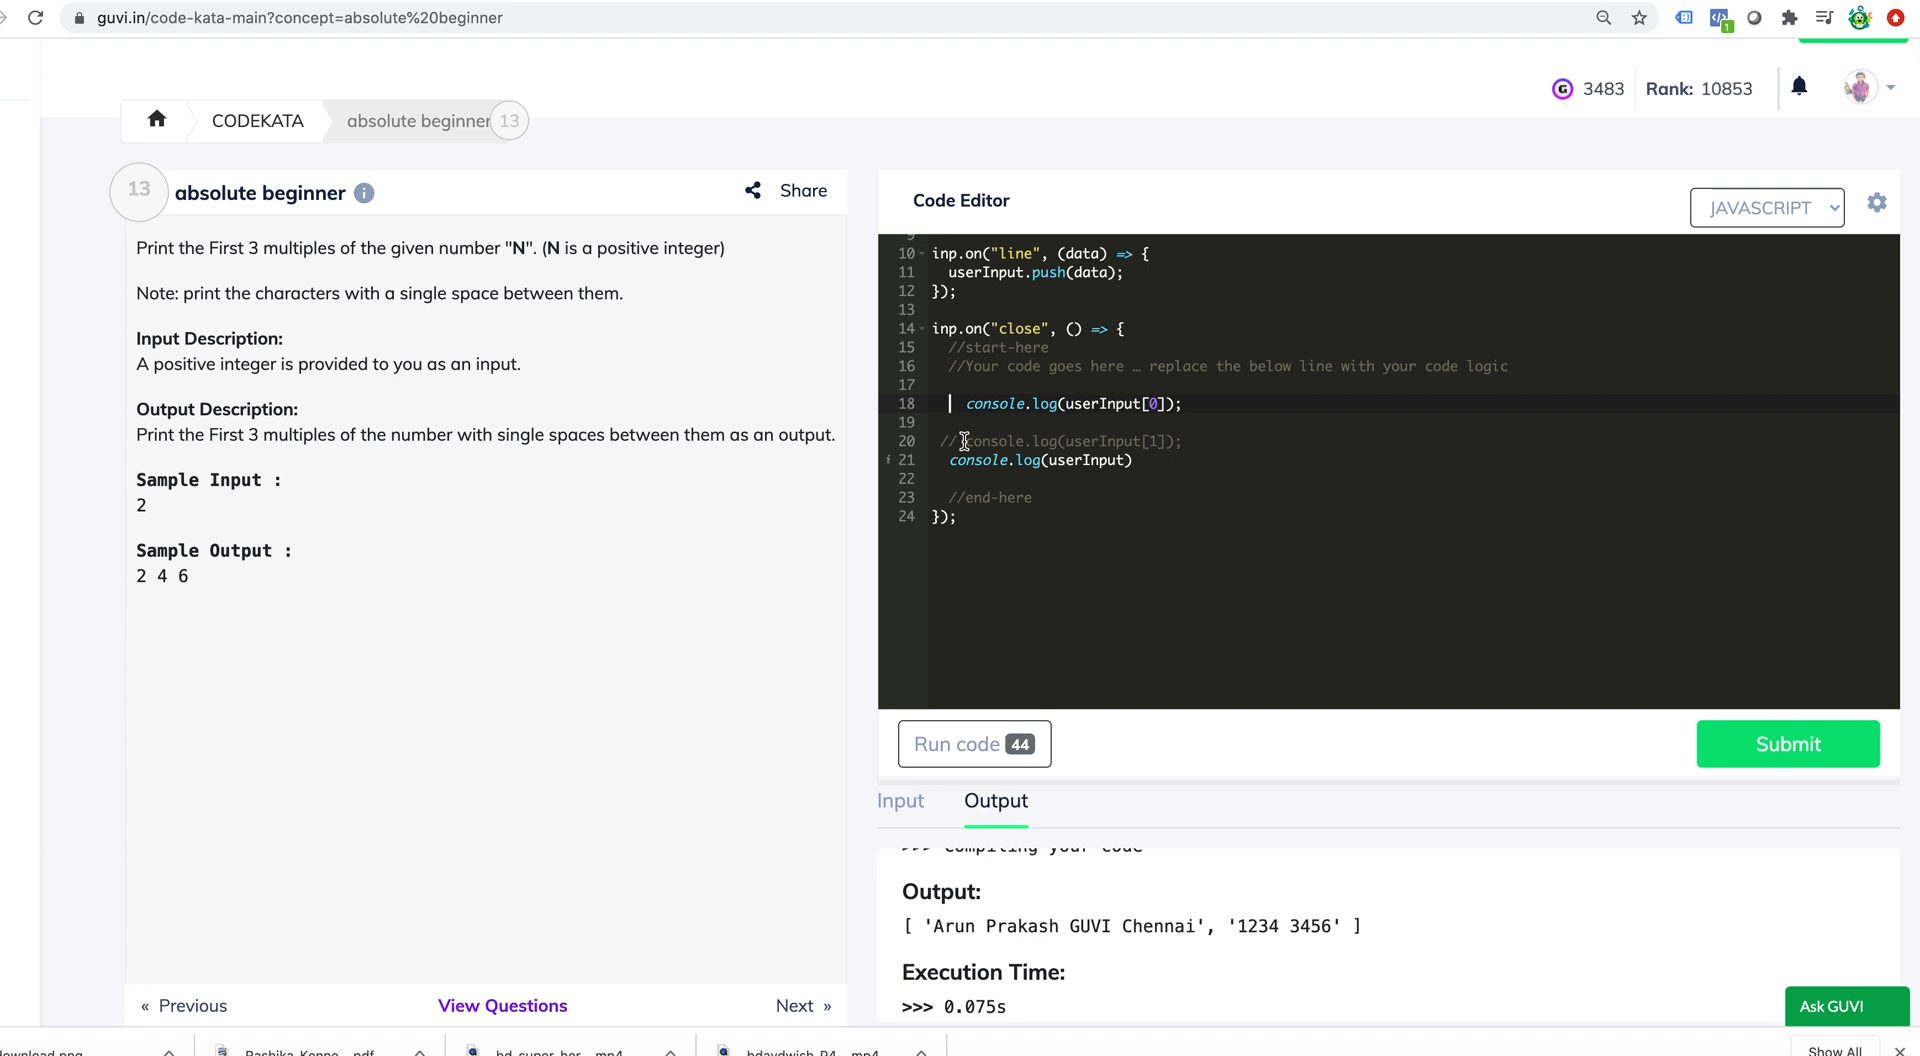 guvi.in/code-kata-main?concept=absolute%20beginner
1
G 3483 Rank: 10853
CODEKATA absolute beginner 13
13 absolute beginner i Share
Print the First 3 multiples of the given number "N". (N is a positive integer)
Note: print the characters with a single space between them.
Input Description:
A positive integer is provided to you as an input.
Output Description:
Print the First 3 multiples of the number with single spaces between them as an output.
Sample Input :
2
Sample Output :
2 4 6
« Previous View Questions Next »
Code Editor JAVASCRIPT
9
10 inp.on("line", (data) => {
11 userInput.push(data);
12 });
13
14 inp.on("close", () => {
15 //start-here
16 //Your code goes here … replace the below line with your code logic
17
18 console.log(userInput[0]);
19
20 // console.log(userInput[1]);
i 21 console.log(userInput)
22
23 //end-here
24 });
Run code 44 Submit
Input Output
>>> Compiling your code
Output:
[ 'Arun Prakash GUVI Chennai', '1234 3456' ]
Execution Time:
>>> 0.075s
Ask GUVI
Show All